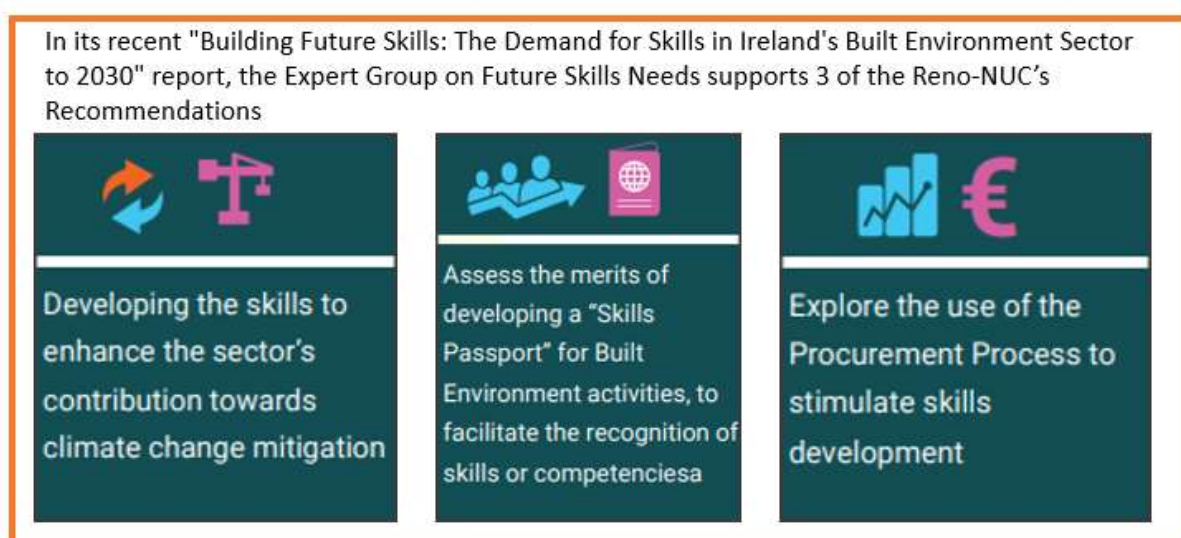 In its recent "Building Future Skills: The Demand for Skills in Ireland's Built Environment Sector
to 2030" report, the Expert Group on Future Skills Needs supports 3 of the Reno-NUC’s
Recommendations
Developing the skills to
enhance the sector’s
contribution towards
climate change mitigation
Assess the merits of
developing a “Skills
Passport” for Built
Environment activities, to
facilitate the recognition of
skills or competenciesa
€
Explore the use of the
Procurement Process to
stimulate skills
development